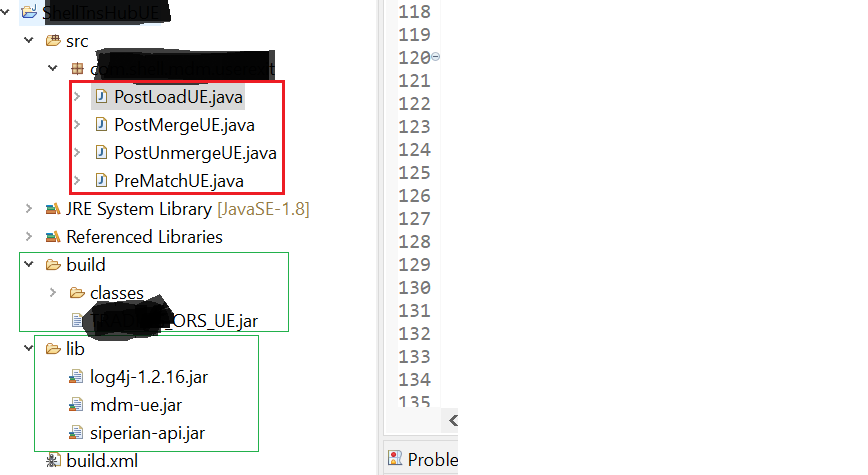 src
PostLoadUE.java
PostMergeUE.java
PostUnmergeUE.java
PreMatchUE.java
JRE System Library [JavaSE-1.8]
Referenced Libraries
build
classes
_ORS_UE.jar
lib
log4j-1.2.16.jar
mdm-ue.jar
siperian-api.jar
build.xml
118
119
120
121
122
123
124
125
126
127
128
129
130
131
132
133
134
135
Proble